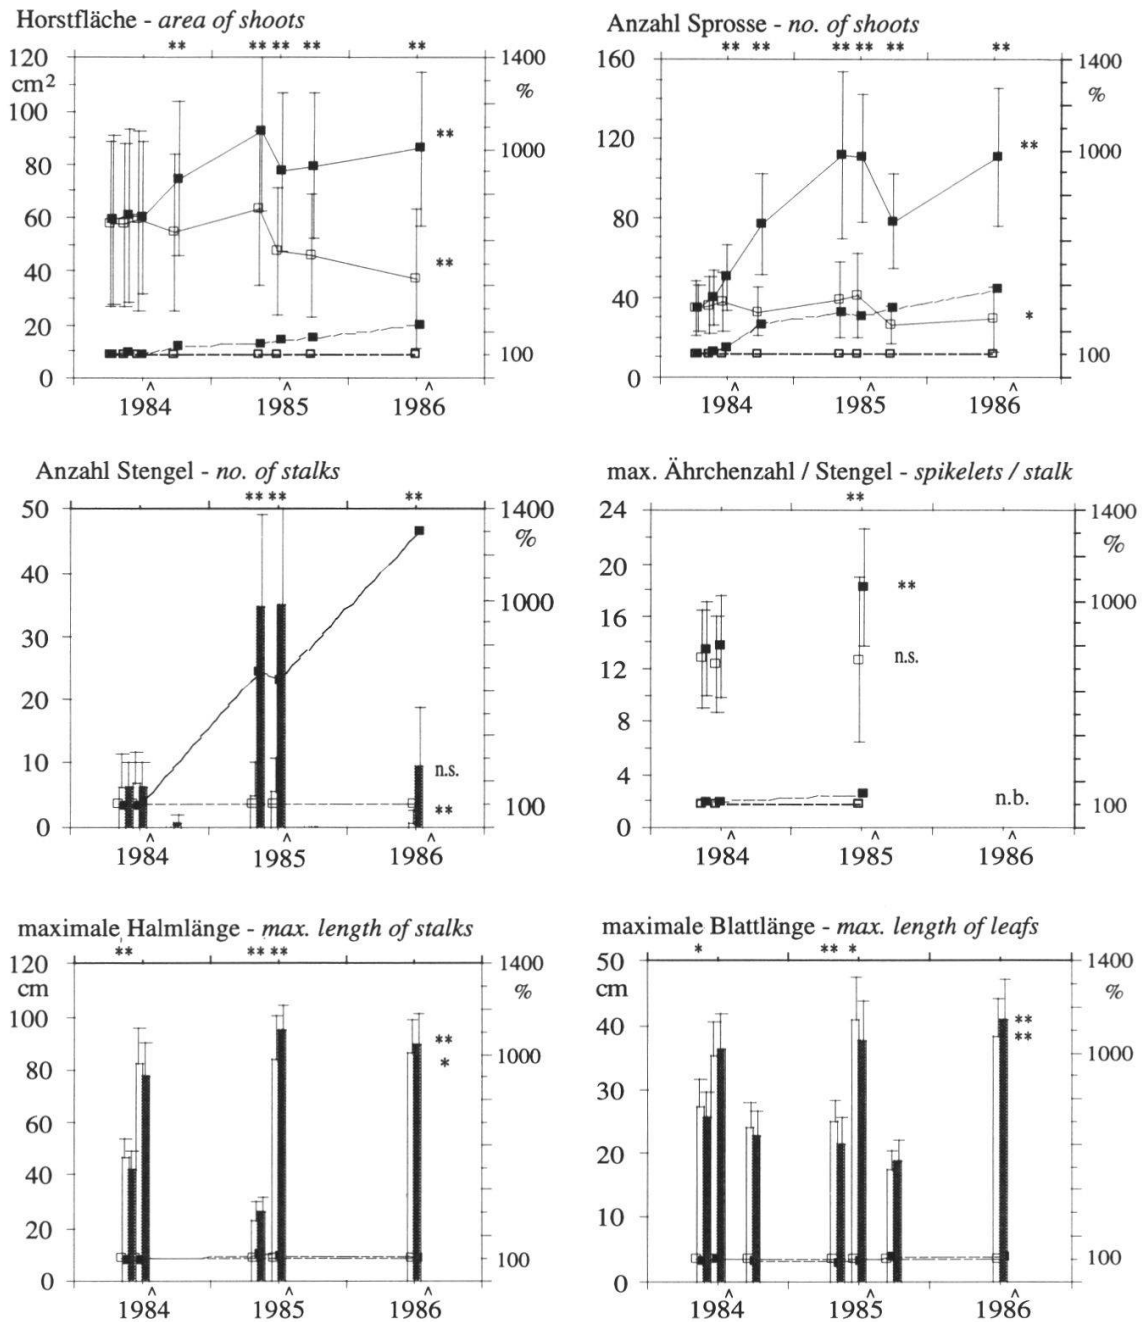 Horstfläche - area of shoots
** ** ** ** **
120
cm²
100
80
60
40
20
0
1400
%
1000
100
**
**
^ ^ ^
1984 1985 1986
Anzahl Sprosse - no. of shoots
** ** ** ** ** **
160
120
80
40
0
1400
%
1000
100
**
*
^ ^ ^
1984 1985 1986
Anzahl Stengel - no. of stalks
** ** **
50
40
30
20
10
0
1400
%
1000
100
n.s.
**
^ ^ ^
1984 1985 1986
max. Ährchenzahl / Stengel - spikelets / stalk
**
24
20
16
12
8
4
0
1400
%
1000
100
**
n.s.
n.b.
^ ^ ^
1984 1985 1986
maximale Halmlänge - max. length of stalks
** ** **
120
cm
100
80
60
40
20
0
1400
%
1000
100
**
*
^ ^ ^
1984 1985 1986
maximale Blattlänge - max. length of leafs
* ** *
50
cm
40
30
20
10
0
1400
%
1000
100
**
**
^ ^ ^
1984 1985 1986